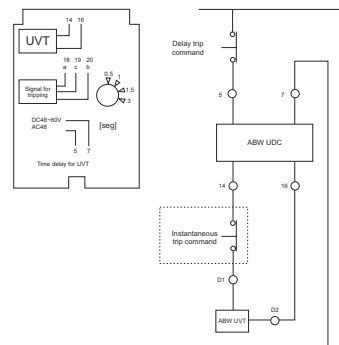 14 16
UVT
18 19 20
a c b
Signal for
tripping
0.5
1
1.5
3
DC48~60V
AC48
[seg]
5 7
Time delay for UVT
Delay trip
command
5
7
ABW UDC
14
16
Instantaneous
trip command
D1
D2
ABW UVT